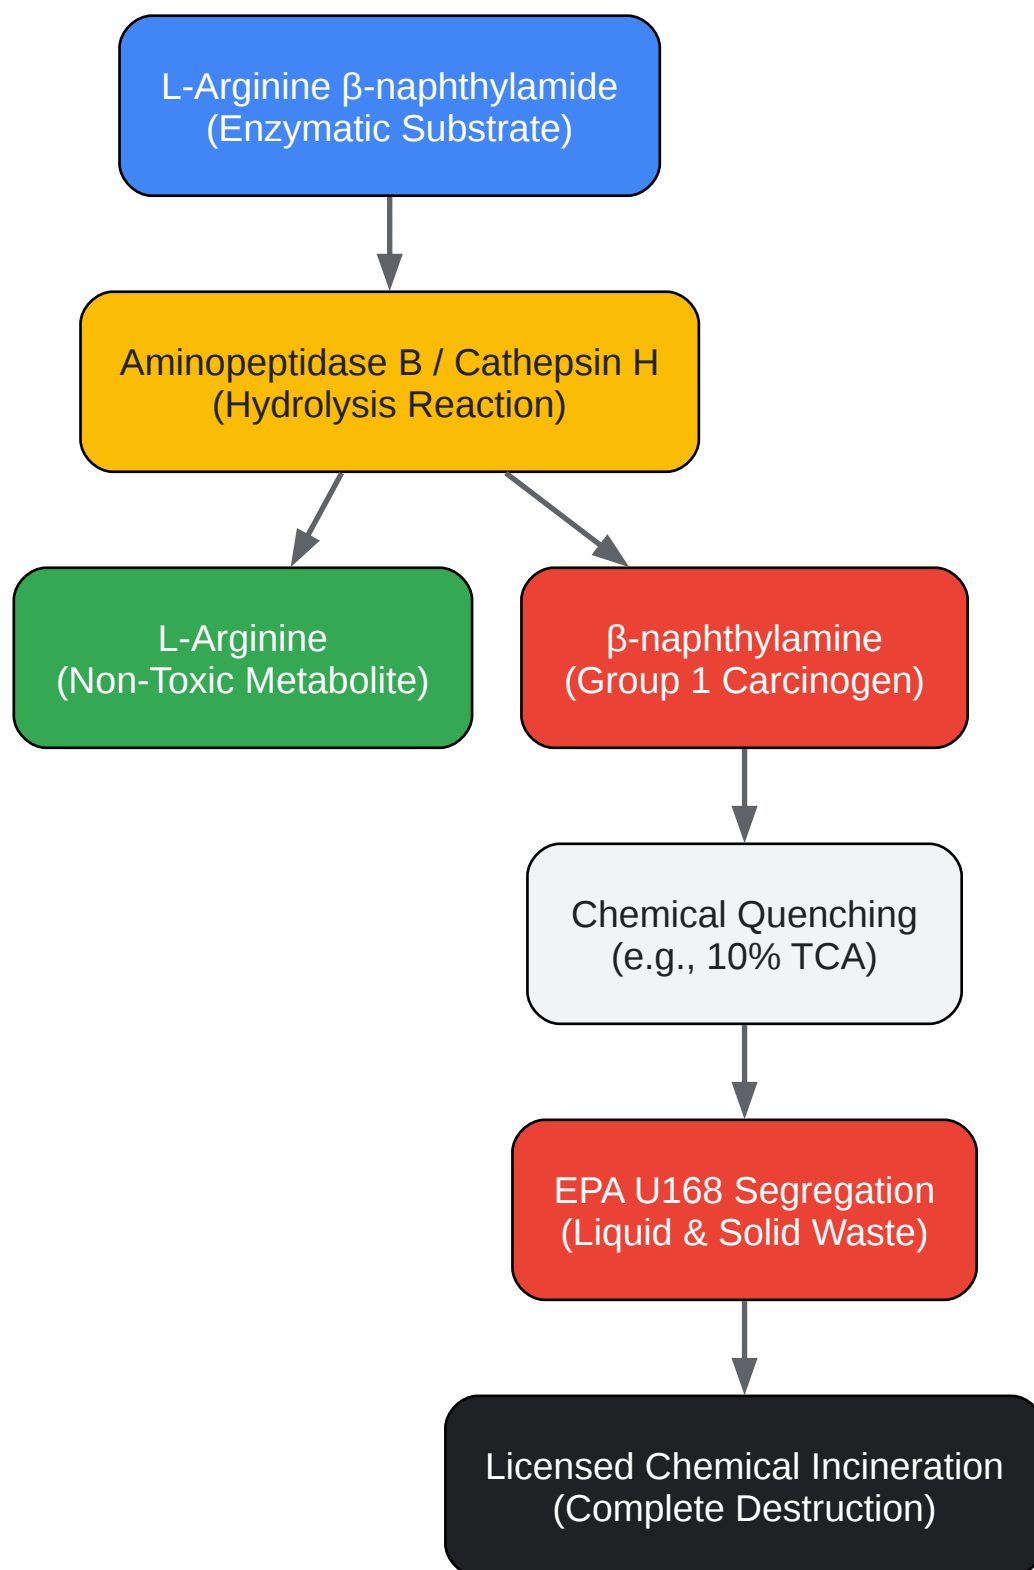 L-Arginine β-naphthylamide
(Enzymatic Substrate)
Aminopeptidase B / Cathepsin H
(Hydrolysis Reaction)
L-Arginine
(Non-Toxic Metabolite)
β-naphthylamine
(Group 1 Carcinogen)
Chemical Quenching
(e.g., 10% TCA)
EPA U168 Segregation
(Liquid & Solid Waste)
Licensed Chemical Incineration
(Complete Destruction)